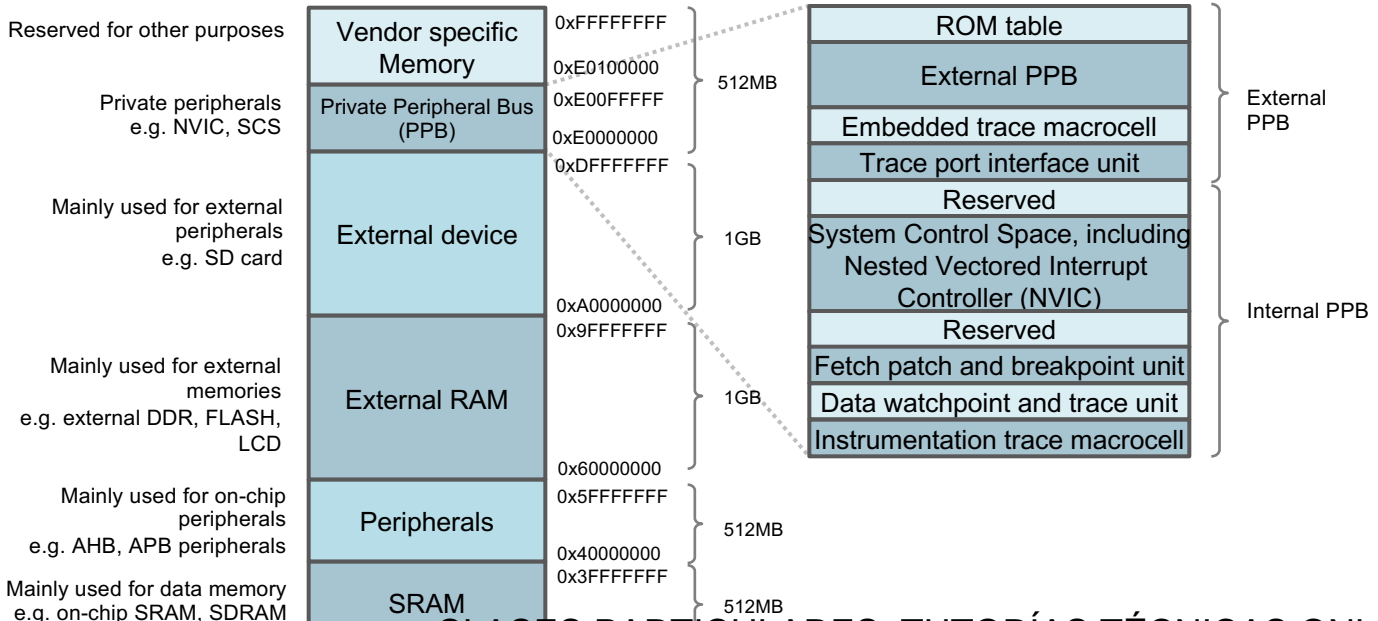 Reserved for other purposes
Vendor specific
Memory
0xFFFFFFFF
0xE0100000
512MB
Private peripherals
e.g. NVIC, SCS
Private Peripheral Bus
(PPB)
0xE00FFFFF
0xE0000000
Mainly used for external
peripherals
e.g. SD card
External device
0xDFFFFFFF
0xA0000000
1GB
Mainly used for external
memories
e.g. external DDR, FLASH,
LCD
External RAM
0x9FFFFFFF
0x60000000
1GB
Mainly used for on-chip
peripherals
e.g. AHB, APB peripherals
Peripherals
0x5FFFFFFF
0x40000000
512MB
Mainly used for data memory
e.g. on-chip SRAM, SDRAM
SRAM
0x3FFFFFFF
512MB
ROM table
External PPB
Embedded trace macrocell
Trace port interface unit
External
PPB
Reserved
System Control Space, including
Nested Vectored Interrupt
Controller (NVIC)
Reserved
Fetch patch and breakpoint unit
Data watchpoint and trace unit
Instrumentation trace macrocell
Internal PPB
CLASES PARTICULARES, TUTORÍAS TÉCNICAS